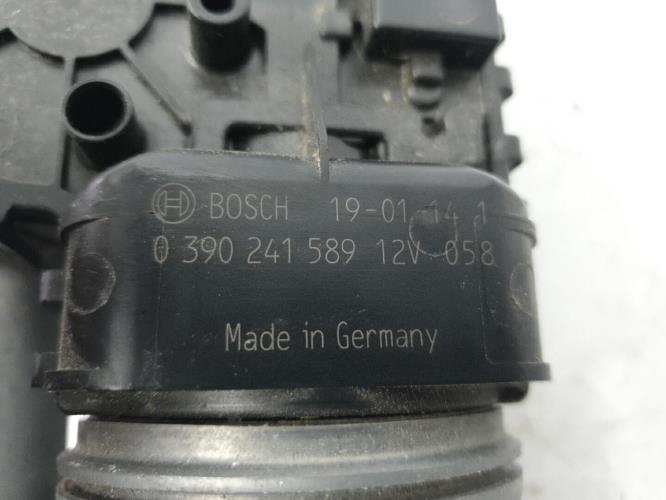 BOSCH 19-01 14 1
0 390 241 589 12V 058
Made in Germany